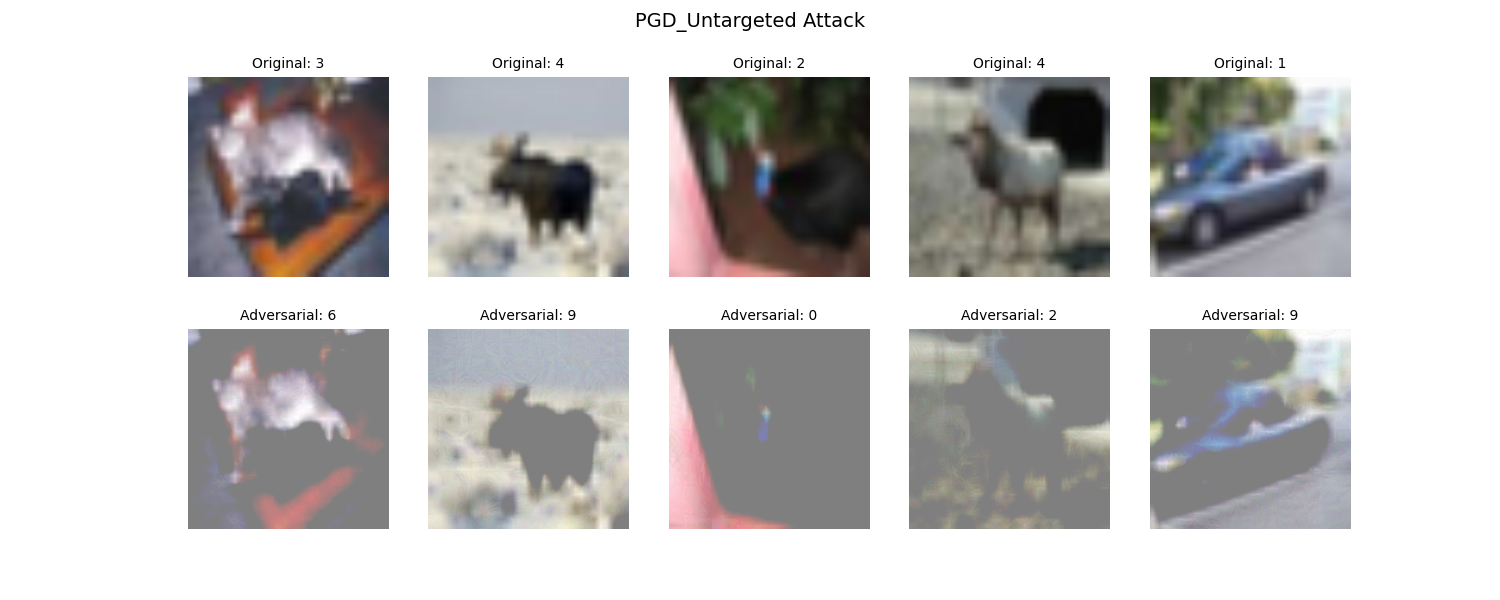 PGD_Untargeted Attack
Original: 3
Original: 4
Original: 2
Original: 4
Original: 1
Adversarial: 6
Adversarial: 9
Adversarial: 0
Adversarial: 2
Adversarial: 9